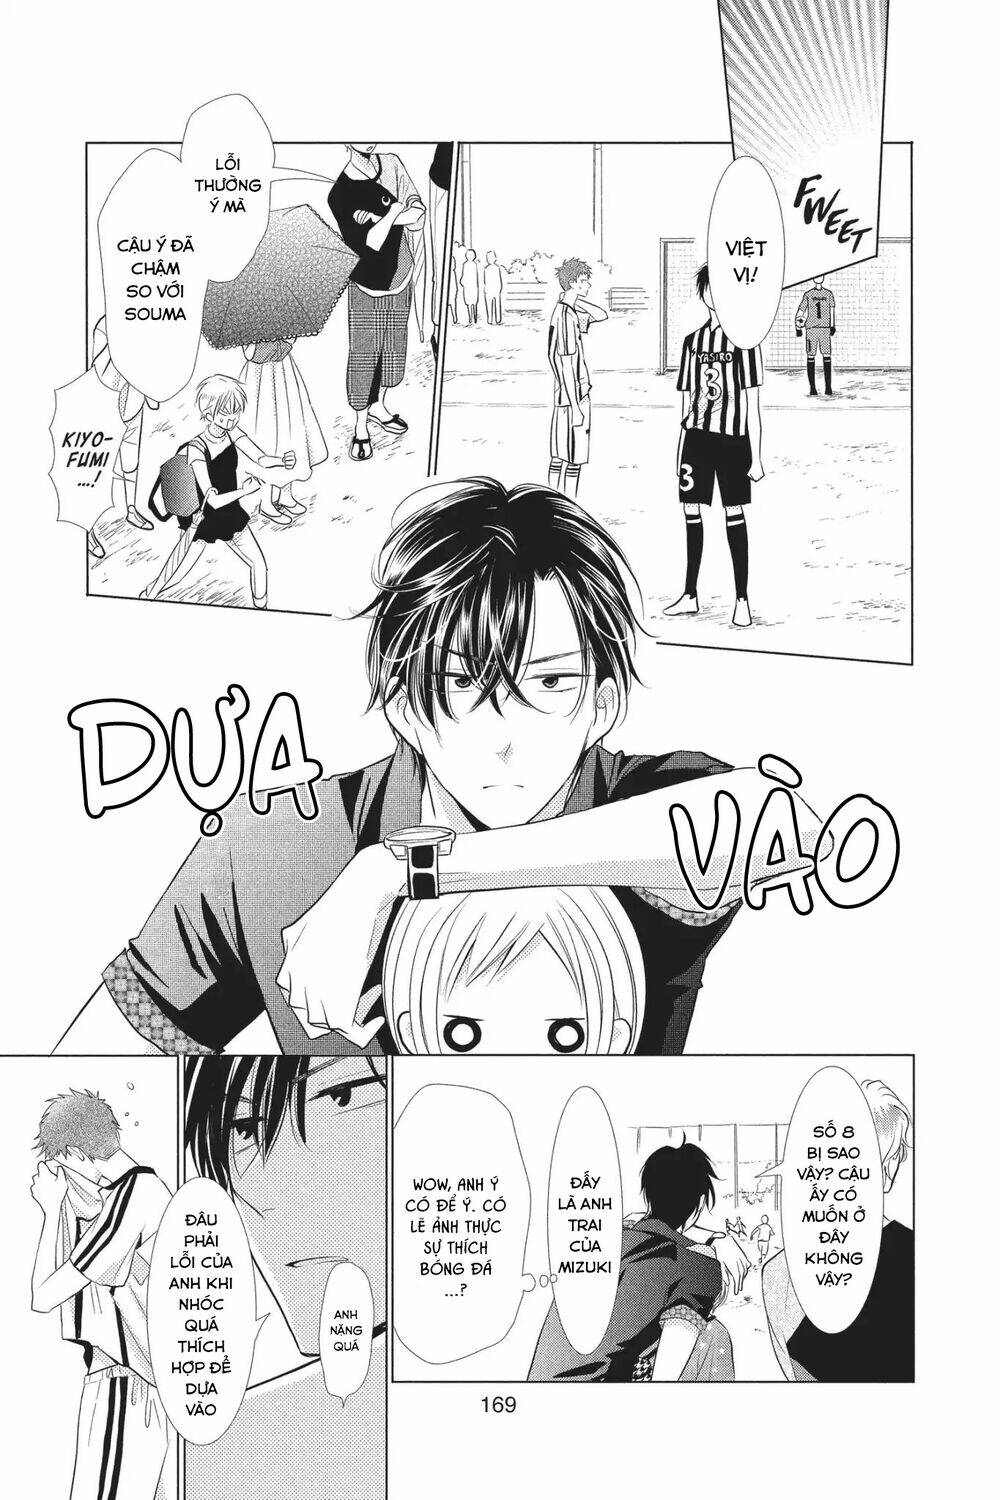 FWEET
VIỆT
VỊ!
1
YASIRO
3
3
LỖI
THƯỜNG
Ý MÀ
CẬU Ý ĐÃ
CHẬM
SO VỚI
SOUMA
KIYO-
FUMI
...!
DỰA
VÀO
SỐ 8
BỊ SAO
VẬY? CẬU
ẤY CÓ
MUỐN Ở
ĐÂY
KHÔNG
VẬY?
ĐẤY
LÀ ANH
TRAI
CỦA
MIZUKI
WOW, ANH Ý
CÓ ĐỂ Ý. CÓ
LẼ ẢNH THỰC
SỰ THÍCH
BÓNG ĐÁ
...?
ANH
NẶNG
QUÁ
ĐÂU
PHẢI
LỖI CỦA
ANH KHI
NHÓC
QUÁ
THÍCH
HỢP ĐỂ
DỰA
VÀO
169